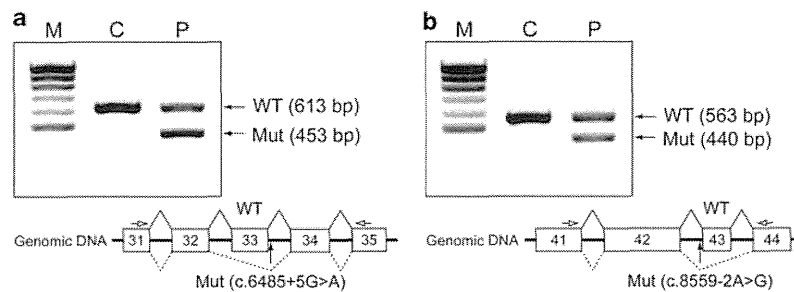 a
M C P
WT (613 bp)
Mut (453 bp)
WT
Genomic DNA 31 32 33 34 35
Mut (c.6485+5G>A)
b
M C P
WT (563 bp)
Mut (440 bp)
WT
Genomic DNA 41 42 43 44
Mut (c.8559-2A>G)